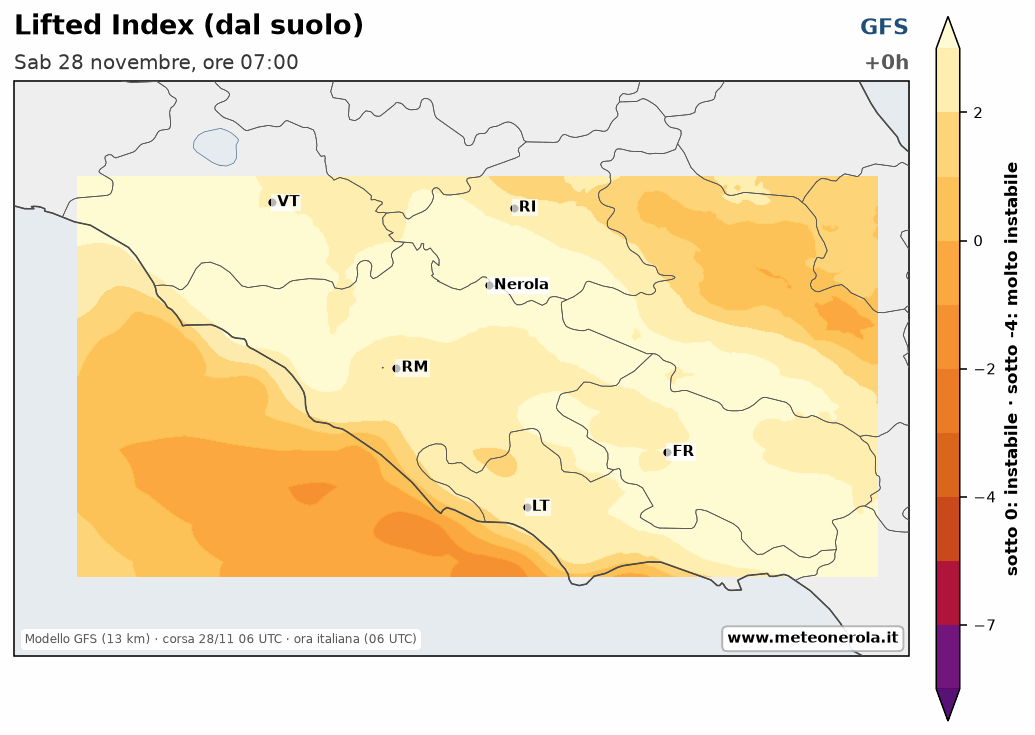 Lifted Index (dal suolo)
GFS
Sab 28 novembre, ore 07:00
+0h
VT
RI
Nerola
RM
FR
LT
2
0
−2
−4
−7
sotto 0: instabile · sotto -4: molto instabile
Modello GFS (13 km) · corsa 28/11 06 UTC · ora italiana (06 UTC)
www.meteonerola.it